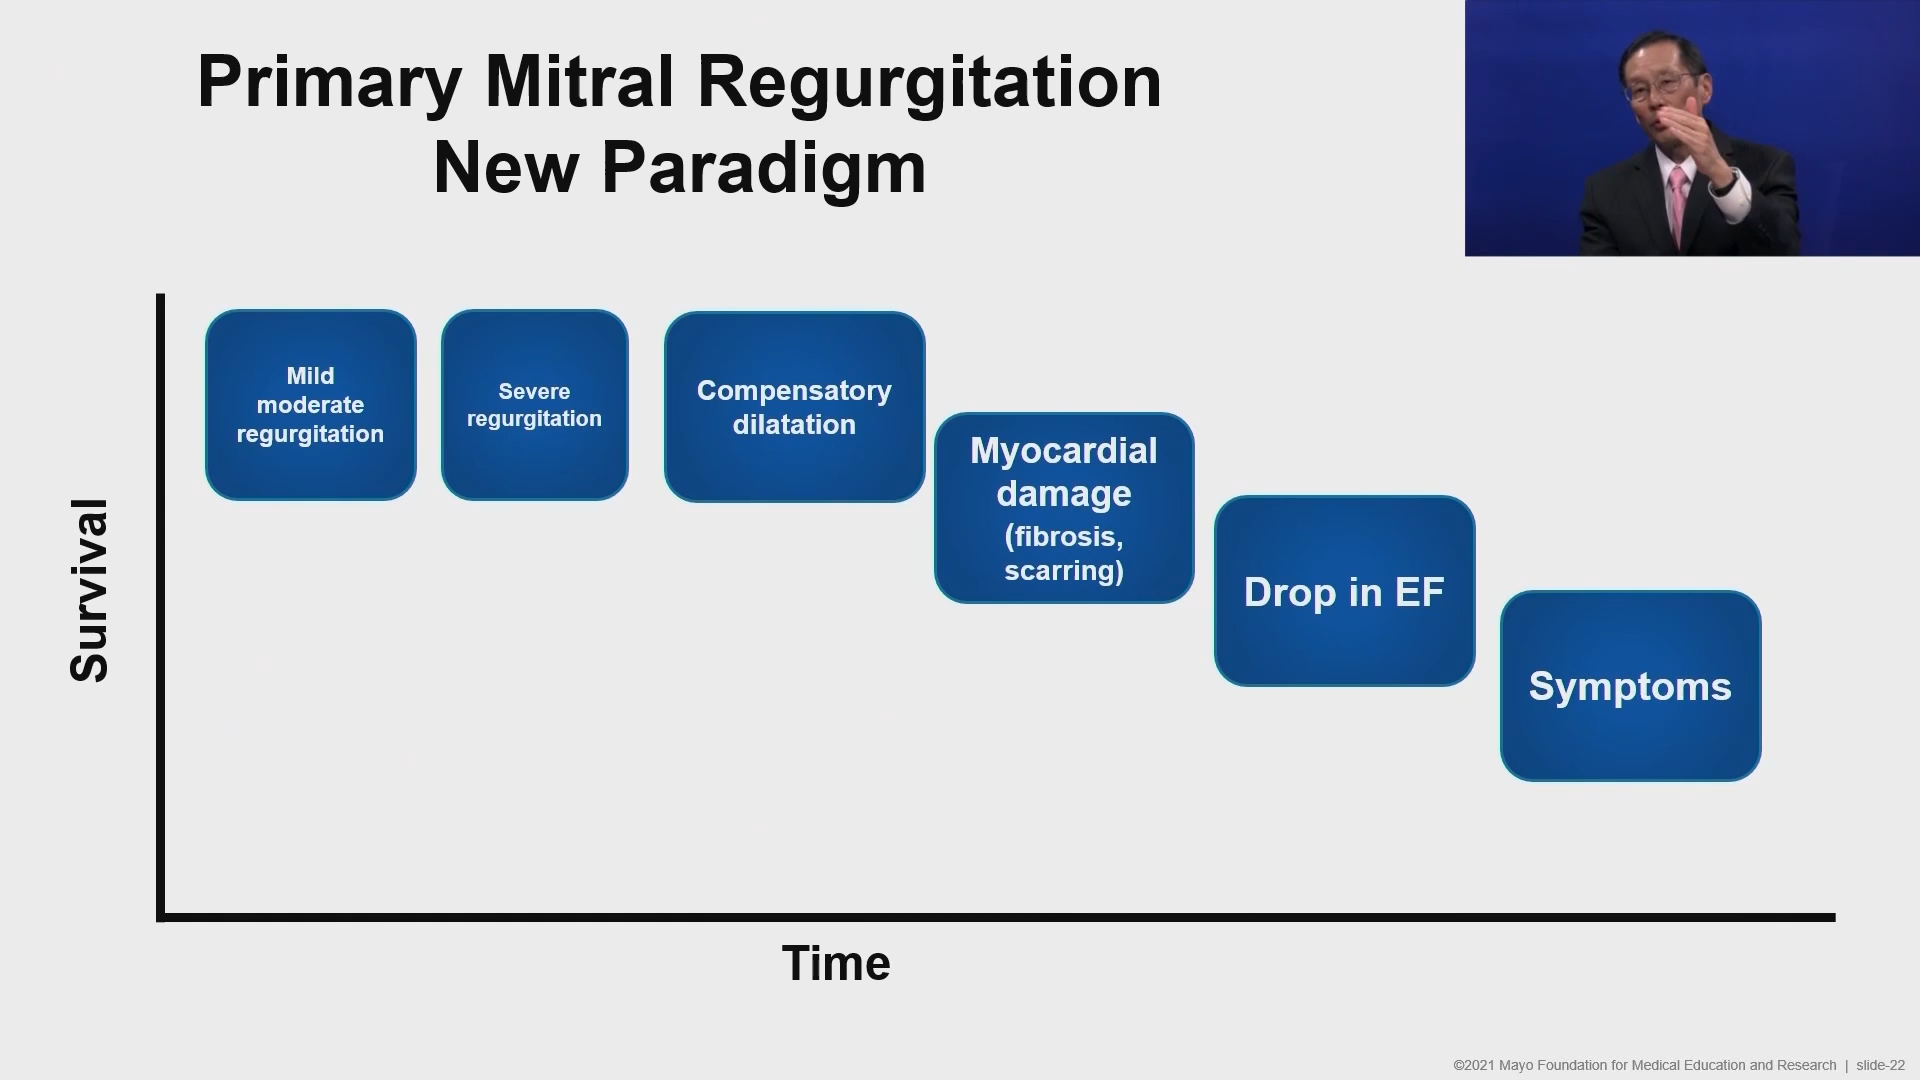 Primary Mitral Regurgitation
New Paradigm
Survival
Mild
moderate
regurgitation
Severe
regurgitation
Compensatory
dilatation
Myocardial
damage
(fibrosis,
scarring)
Drop in EF
Symptoms
Time
©2021 Mayo Foundation for Medical Education and Research | slide-22